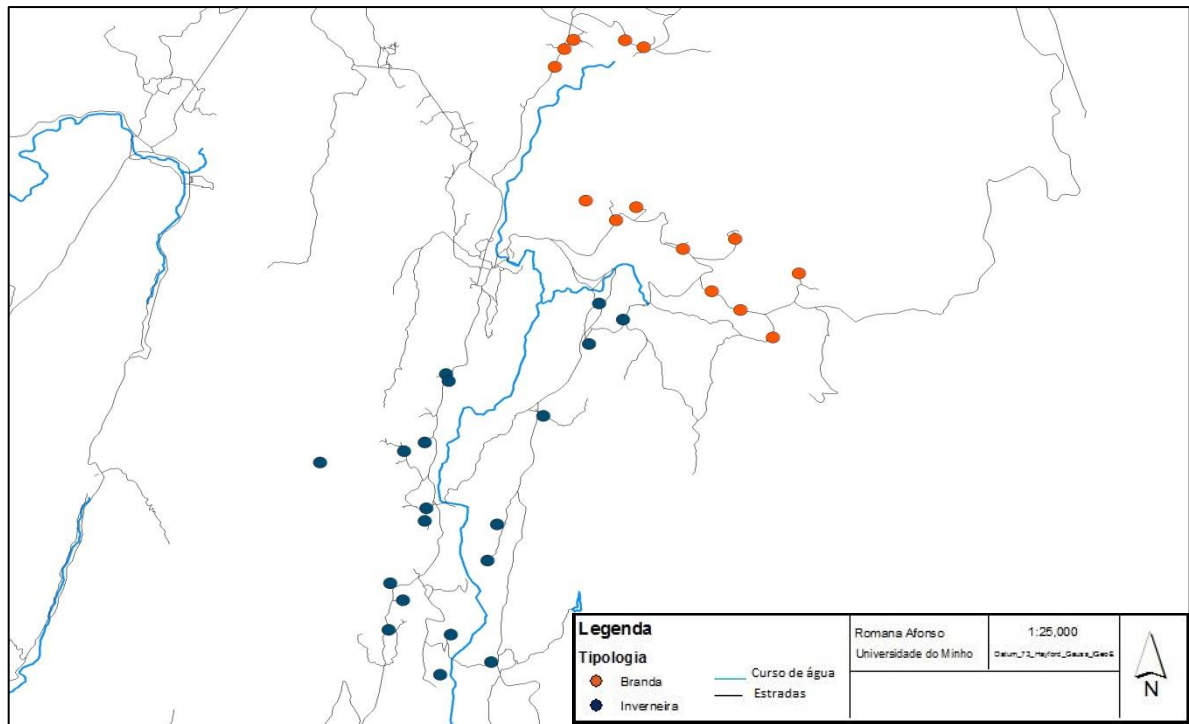 Legenda
Tipologia
Branda
Inverneira
Curso de água
Estradas
Romana Afonso
Universidade do Minho
1:25,000
N